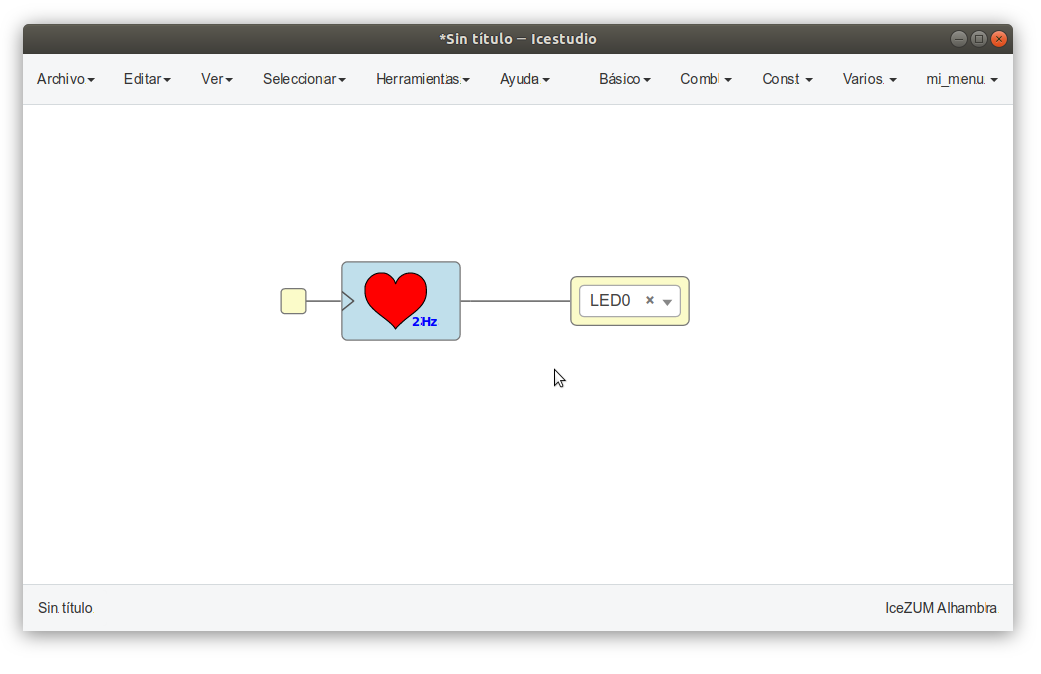 *Sin título — Icestudio
Archivo Editar Ver Seleccionar Herramientas Ayuda Básico Comb Const Varios mi_menu
2Hz
LED0 ×
Sin título IceZUM Alhambra